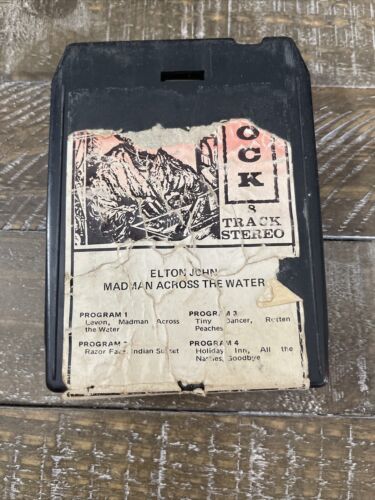 OCK
8
TRACK
STEREO
ELTON JOHN
MADMAN ACROSS THE WATER
PROGRAM 1
Levon, Madman Across
the Water
PROGRAM 3
Tiny Dancer, Rotten
Peaches
PROGRAM 2
Razor Face, Indian Sunset
PROGRAM 4
Holiday Inn, All the
Nasties, Goodbye